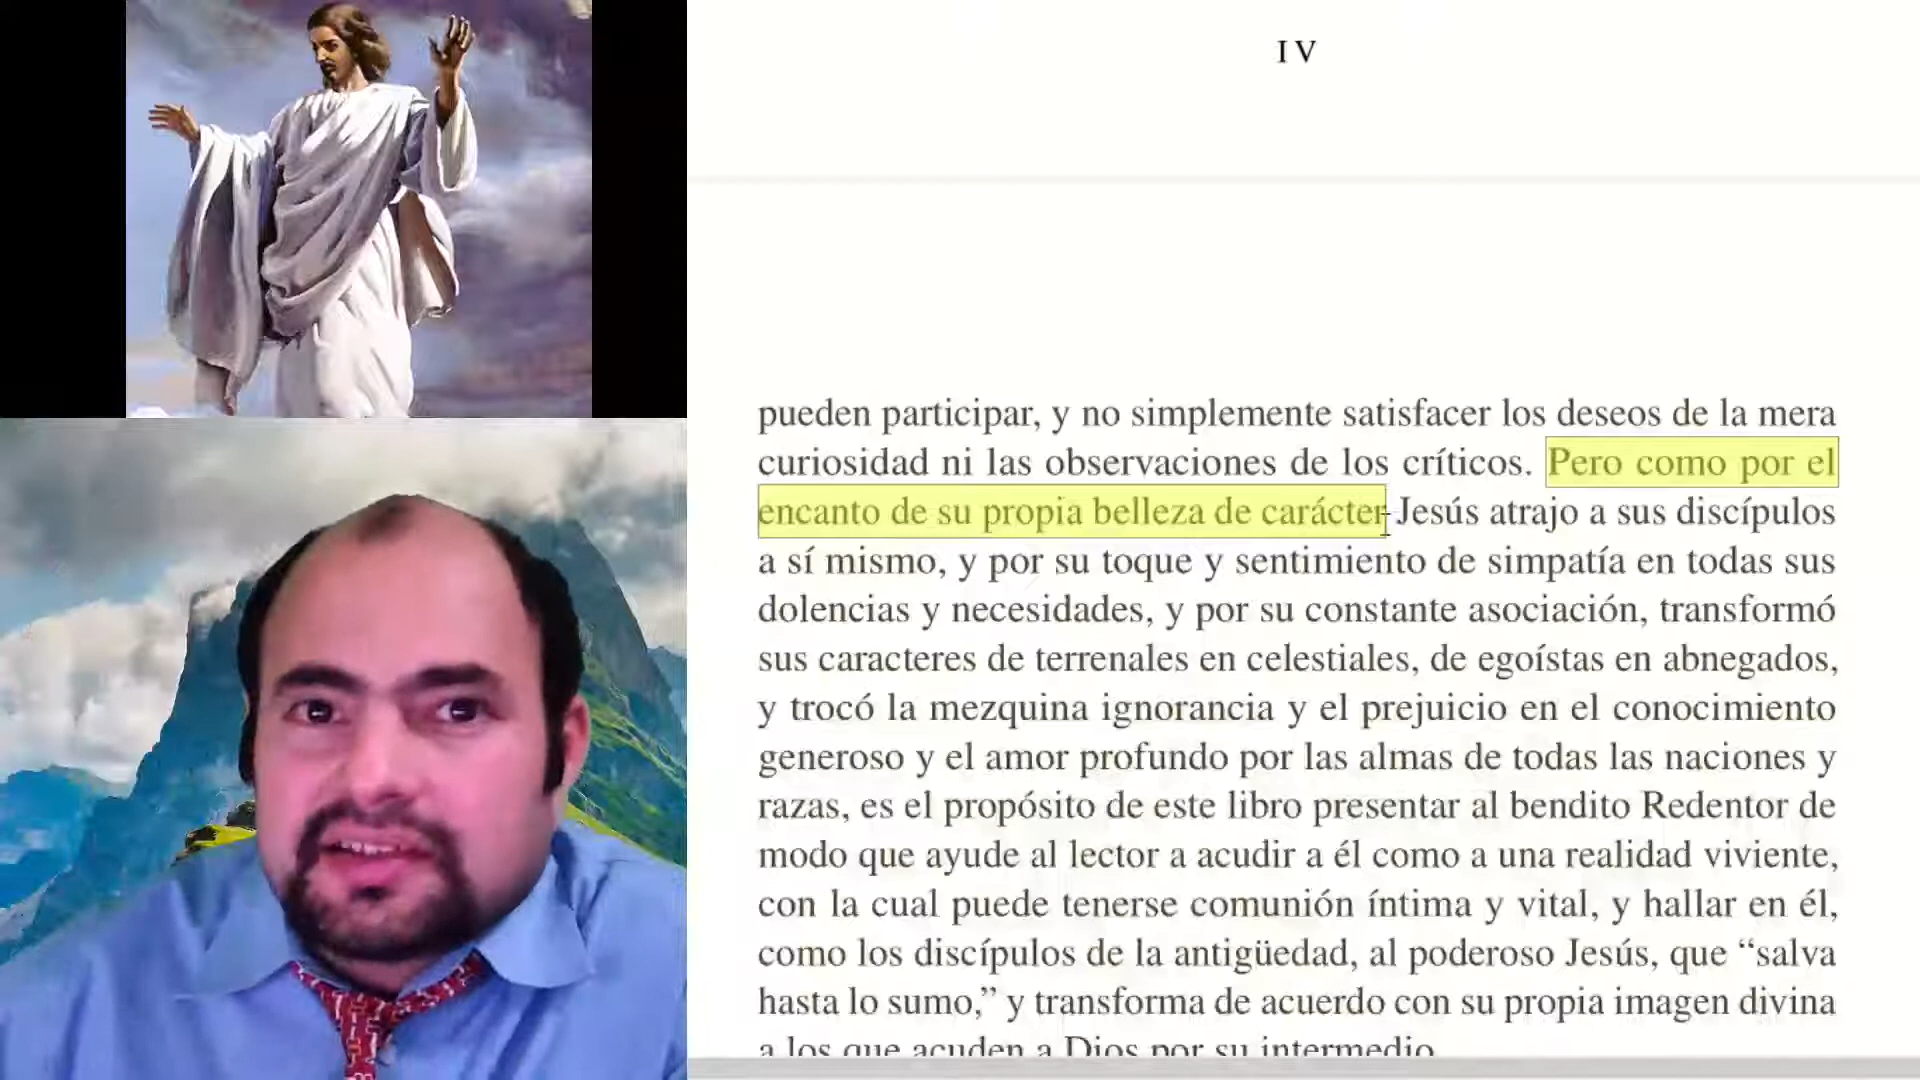 IV
pueden participar, y no simplemente satisfacer los deseos de la mera
curiosidad ni las observaciones de los críticos. Pero como por el
encanto de su propia belleza de carácter Jesús atrajo a sus discípulos
a sí mismo, y por su toque y sentimiento de simpatía en todas sus
dolencias y necesidades, y por su constante asociación, transformó
sus caracteres de terrenales en celestiales, de egoístas en abnegados,
y trocó la mezquina ignorancia y el prejuicio en el conocimiento
generoso y el amor profundo por las almas de todas las naciones y
razas, es el propósito de este libro presentar al bendito Redentor de
modo que ayude al lector a acudir a él como a una realidad viviente,
con la cual puede tenerse comunión íntima y vital, y hallar en él,
como los discípulos de la antigüedad, al poderoso Jesús, que “salva
hasta lo sumo,” y transforma de acuerdo con su propia imagen divina
a los que acuden a Dios por su intermedio.